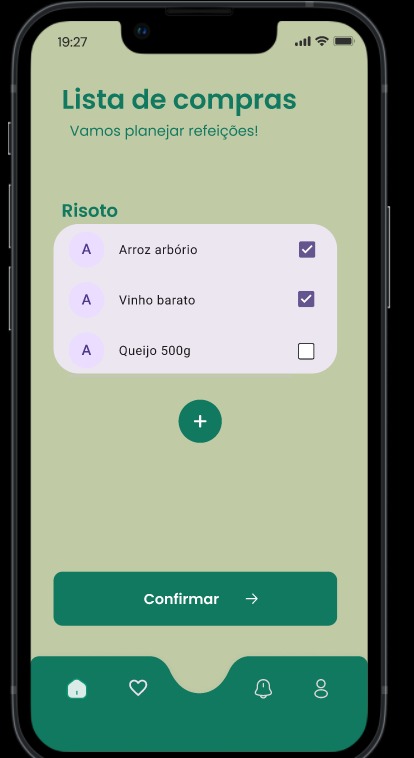 19:27
Lista de compras
Vamos planejar refeições!
Risoto
A Arroz arbório
A Vinho barato
A Queijo 500g
+
Confirmar →